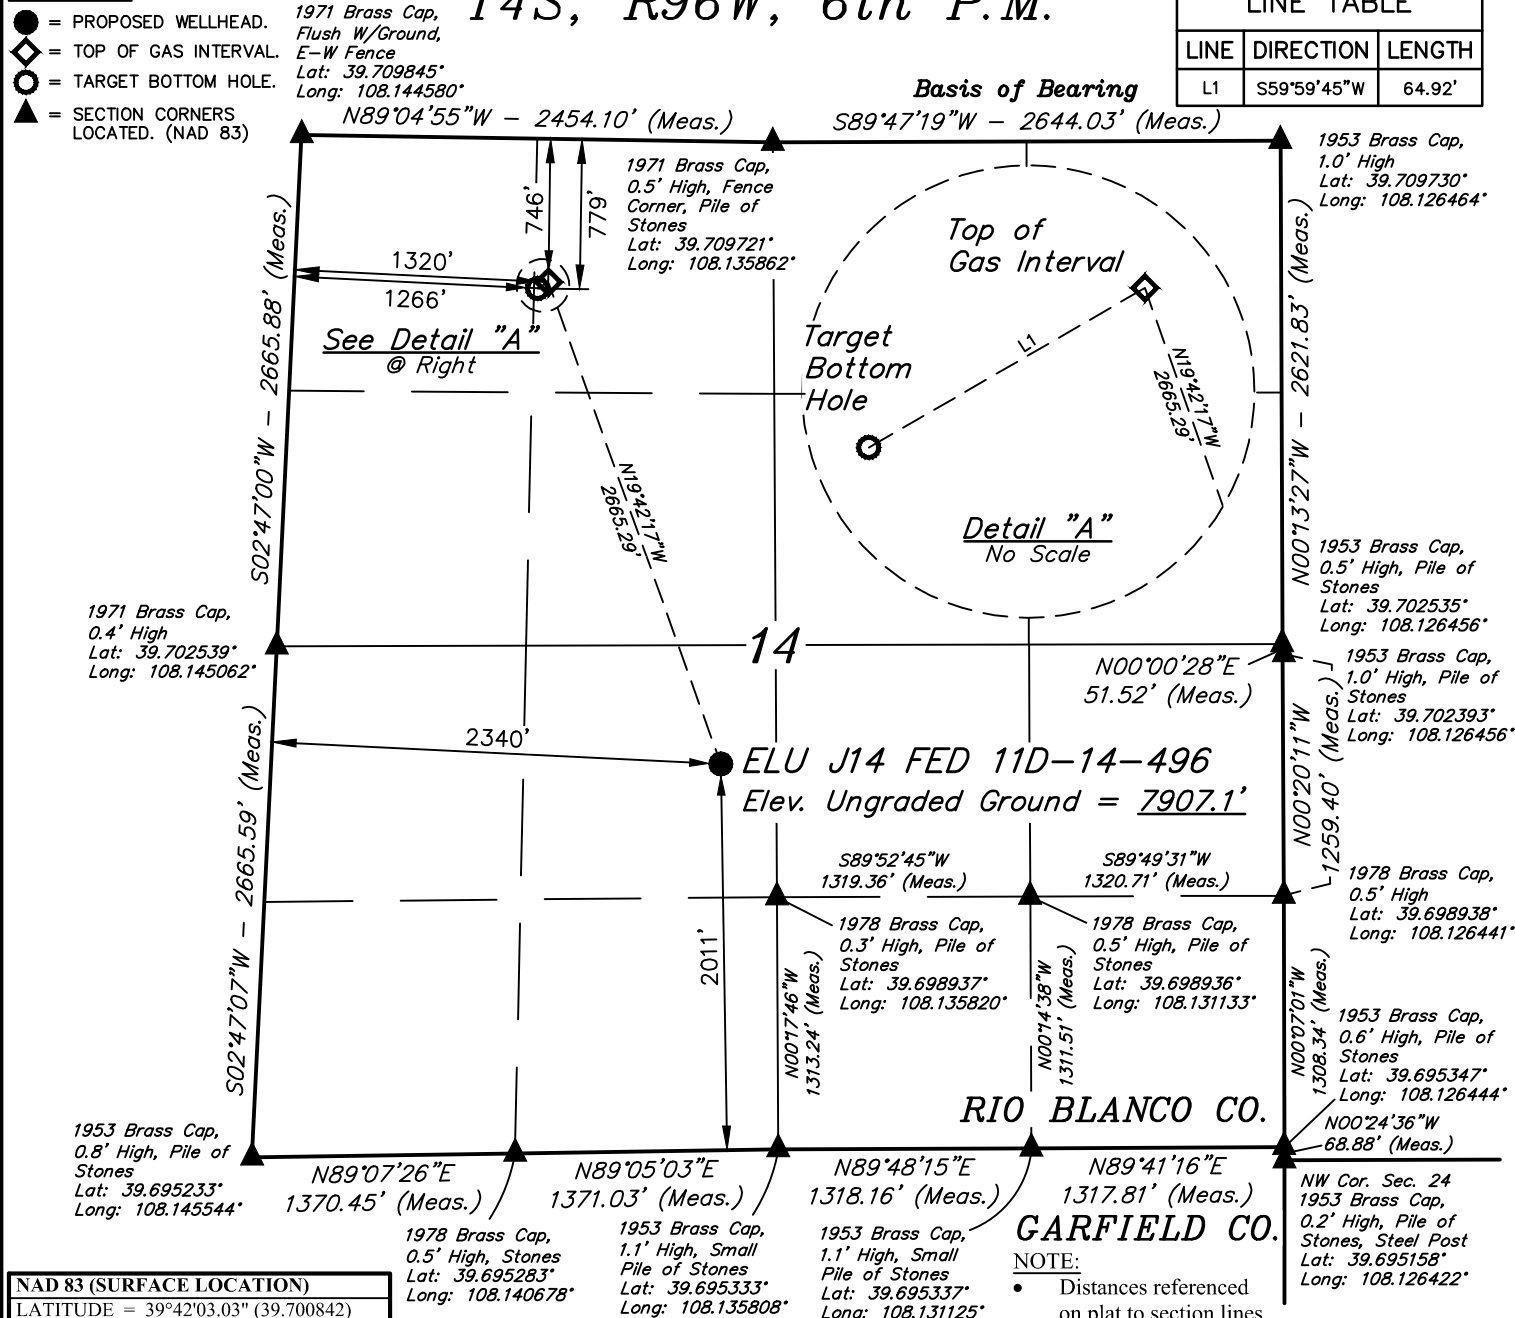 T4S, R96W, 6th P.M.
= PROPOSED WELLHEAD.
= TOP OF GAS INTERVAL.
= TARGET BOTTOM HOLE.
= SECTION CORNERS
LOCATED. (NAD 83)
1971 Brass Cap,
Flush W/Ground,
E-W Fence
Lat: 39.709845°
Long: 108.144580°
LINE TABLE
LINE DIRECTION LENGTH
L1 S59°59'45"W 64.92'
Basis of Bearing
N89°04'55"W - 2454.10' (Meas.)
S89°47'19"W - 2644.03' (Meas.)
1953 Brass Cap,
1.0' High
Lat: 39.709730°
Long: 108.126464°
1971 Brass Cap,
0.5' High, Fence
Corner, Pile of
Stones
Lat: 39.709721°
Long: 108.135862°
746'
779'
1320'
1266'
See Detail "A"
@ Right
Top of
Gas Interval
Target
Bottom
Hole
L1
N19°42'17"W
2665.29'
Detail "A"
No Scale
S02°47'00"W - 2665.88' (Meas.)
N00°13'27"W - 2621.83' (Meas.)
N19°42'17"W
2665.29'
1953 Brass Cap,
0.5' High, Pile of
Stones
Lat: 39.702535°
Long: 108.126456°
1971 Brass Cap,
0.4' High
Lat: 39.702539°
Long: 108.145062°
14
N00°00'28"E
51.52' (Meas.)
1953 Brass Cap,
1.0' High, Pile of
Stones
Lat: 39.702393°
Long: 108.126456°
N00°20'11"W
1259.40' (Meas.)
2340'
ELU J14 FED 11D-14-496
Elev. Ungraded Ground = 7907.1'
S02°47'07"W - 2665.59' (Meas.)
S89°52'45"W
1319.36' (Meas.)
S89°49'31"W
1320.71' (Meas.)
1978 Brass Cap,
0.5' High
Lat: 39.698938°
Long: 108.126441°
1978 Brass Cap,
0.3' High, Pile of
Stones
Lat: 39.698937°
Long: 108.135820°
1978 Brass Cap,
0.5' High, Pile of
Stones
Lat: 39.698936°
Long: 108.131133°
2011'
N00°17'46"W
1313.24' (Meas.)
N00°14'38"W
1311.51' (Meas.)
N00°07'01"W
1308.34' (Meas.)
1953 Brass Cap,
0.6' High, Pile of
Stones
Lat: 39.695347°
Long: 108.126444°
RIO BLANCO CO.
N00°24'36"W
68.88' (Meas.)
1953 Brass Cap,
0.8' High, Pile of
Stones
Lat: 39.695233°
Long: 108.145544°
N89°07'26"E
1370.45' (Meas.)
N89°05'03"E
1371.03' (Meas.)
N89°48'15"E
1318.16' (Meas.)
N89°41'16"E
1317.81' (Meas.)
NW Cor. Sec. 24
1953 Brass Cap,
0.2' High, Pile of
Stones, Steel Post
Lat: 39.695158°
Long: 108.126422°
1978 Brass Cap,
0.5' High, Stones
Lat: 39.695283°
Long: 108.140678°
1953 Brass Cap,
1.1' High, Small
Pile of Stones
Lat: 39.695333°
Long: 108.135808°
1953 Brass Cap,
1.1' High, Small
Pile of Stones
Lat: 39.695337°
Long: 108.131125°
GARFIELD CO.
NOTE:
• Distances referenced
on plat to section lines
NAD 83 (SURFACE LOCATION)
LATITUDE = 39°42'03.03" (39.700842)